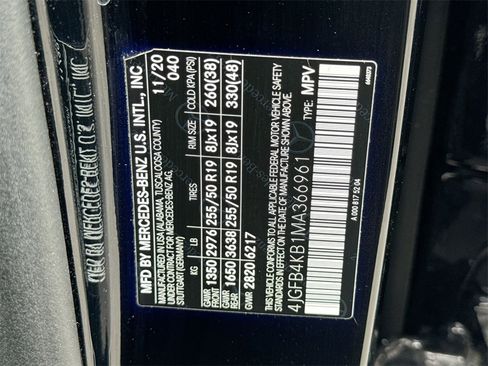 MFD BY MERCEDES-BENZ U.S. INTL., INC
MADE IN U.S.A (ALABAMA, TUSCALOOSA COUNTY)
UNDER CONTRACT FOR MERCEDES-BENZ AG,
STUTTGART (GERMANY)
11/20
040
KG LB TIRES RIM SIZE COLD KPA(PSI)
GAWR FRONT 1350 2976 255/50 R19 8Jx19 260(38)
GAWR REAR 1650 3638 255/50 R19 8Jx19 330(48)
GVWR 2820 6217
THIS VEHICLE CONFORMS TO ALL APPLICABLE FEDERAL MOTOR VEHICLE SAFETY
STANDARDS IN EFFECT ON THE DATE OF MANUFACTURE SHOWN ABOVE.
4JGFB4KB1MA366961 TYPE: MPV
A 000 817 52 04